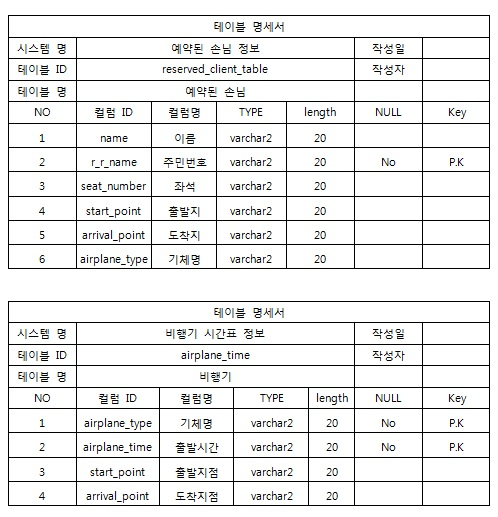 테이블 명세서
시스템 명 예약된 손님 정보 작성일
테이블 ID reserved_client_table 작성자
테이블 명 예약된 손님
NO 컬럼 ID 컬럼명 TYPE length NULL Key
1 name 이름 varchar2 20
2 r_r_name 주민번호 varchar2 20 No P.K
3 seat_number 좌석 varchar2 20
4 start_point 출발지 varchar2 20
5 arrival_point 도착지 varchar2 20
6 airplane_type 기체명 varchar2 20
테이블 명세서
시스템 명 비행기 시간표 정보 작성일
테이블 ID airplane_time 작성자
테이블 명 비행기
NO 컬럼 ID 컬럼명 TYPE length NULL Key
1 airplane_type 기체명 varchar2 20 No P.K
2 airplane_time 출발시간 varchar2 20 No P.K
3 start_point 출발지점 varchar2 20
4 arrival_point 도착지점 varchar2 20